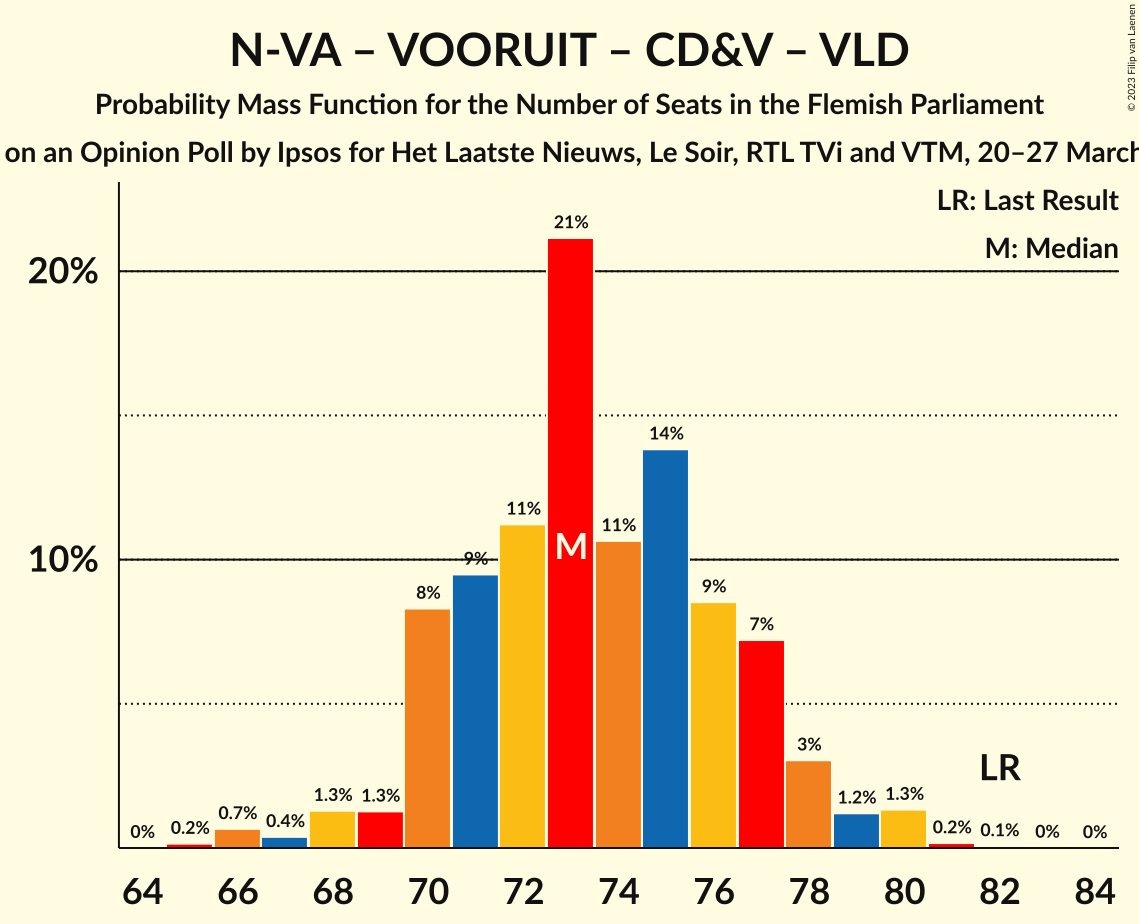 N-VA – VOORUIT – CD&V – VLD
Probability Mass Function for the Number of Seats in the Flemish Parliament
on an Opinion Poll by Ipsos for Het Laatste Nieuws, Le Soir, RTL TVi and VTM, 20–27 March
© 2023 Filip van Laenen
LR: Last Result
M: Median
20%
10%
0%
0.2%
0.7%
0.4%
1.3%
1.3%
8%
9%
11%
21%
M
11%
14%
9%
7%
3%
1.2%
1.3%
0.2%
0.1%
0%
0%
LR
64 66 68 70 72 74 76 78 80 82 84